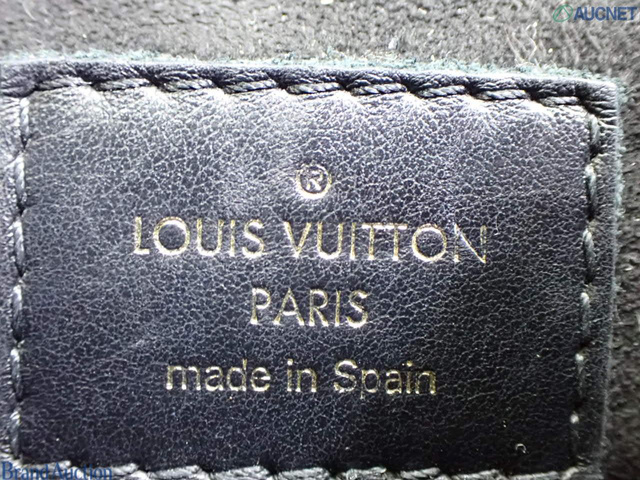 AUCNET
®
LOUIS VUITTON
PARIS
made in Spain
Brand Auction